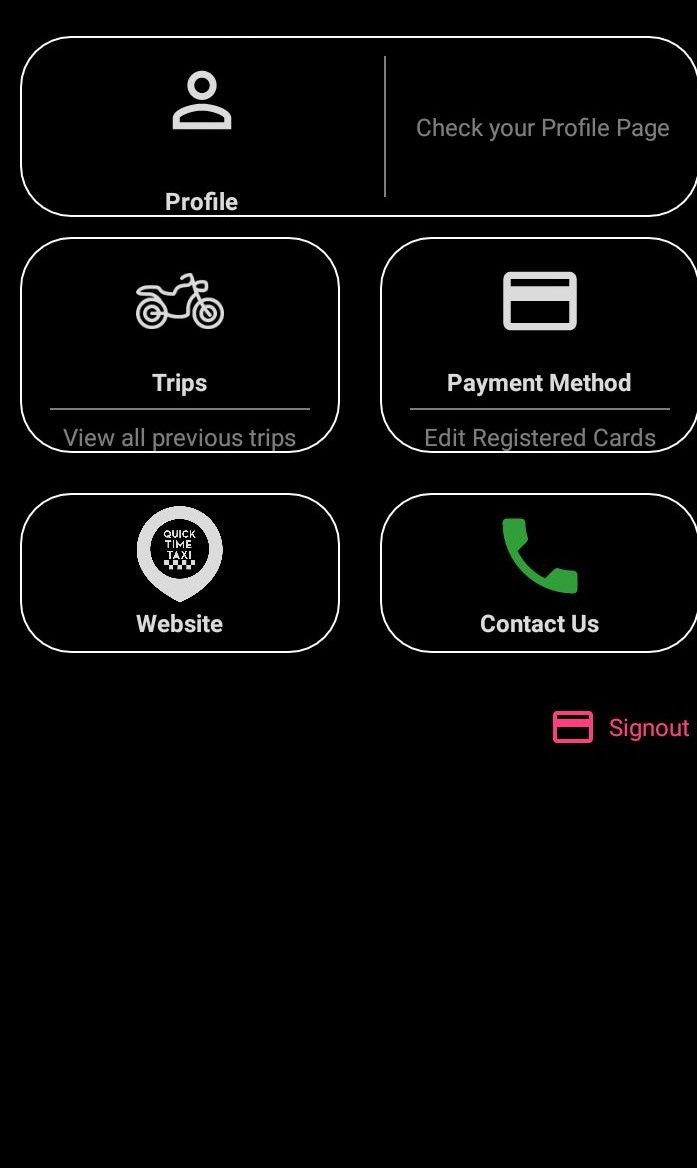 Check your Profile Page
Profile
Trips
Payment Method
View all previous trips
Edit Registered Cards
QUICK
TIME
TAXI
Website
Contact Us
Signout